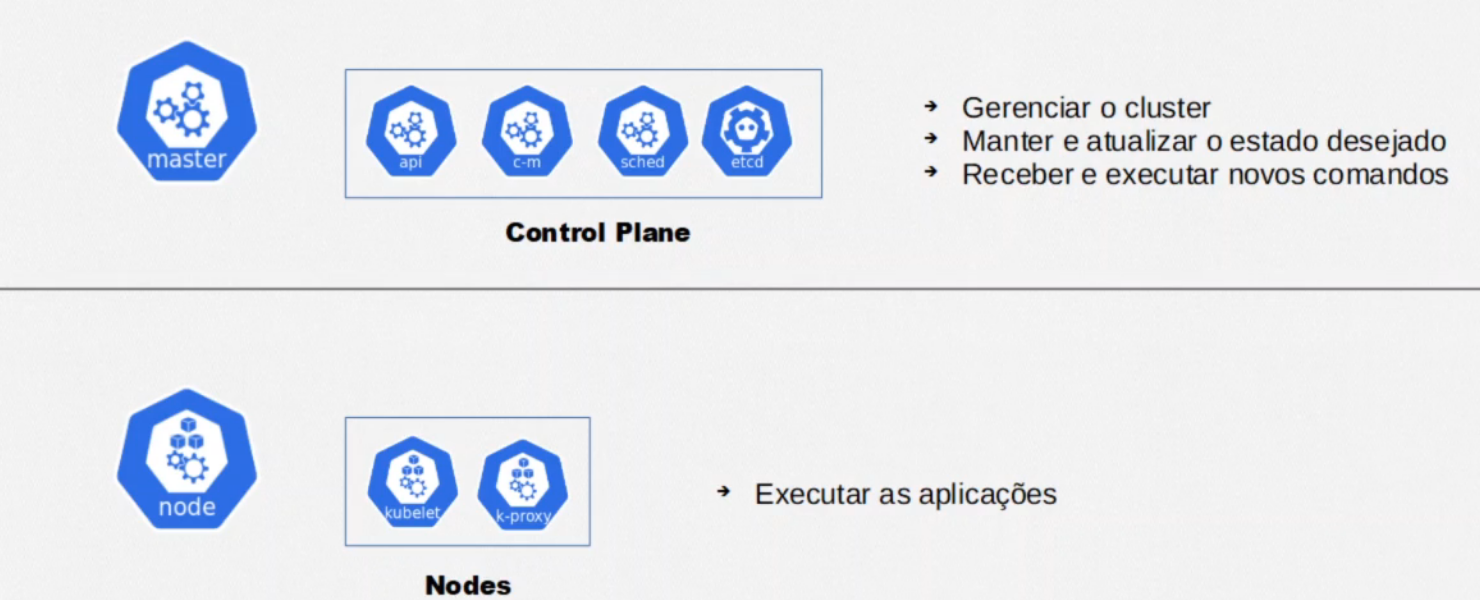 master
api
c-m
sched
etcd
Control Plane
➔ Gerenciar o cluster
➔ Manter e atualizar o estado desejado
➔ Receber e executar novos comandos
node
kubelet
k-proxy
Nodes
➔ Executar as aplicações